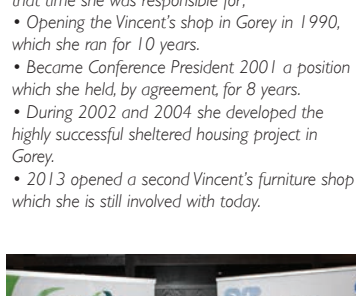 that time she was responsible for;
• Opening the Vincent's shop in Gorey in 1990,
which she ran for 10 years.
• Became Conference President 2001 a position
which she held, by agreement, for 8 years.
• During 2002 and 2004 she developed the
highly successful sheltered housing project in
Gorey.
• 2013 opened a second Vincent's furniture shop
which she is still involved with today.